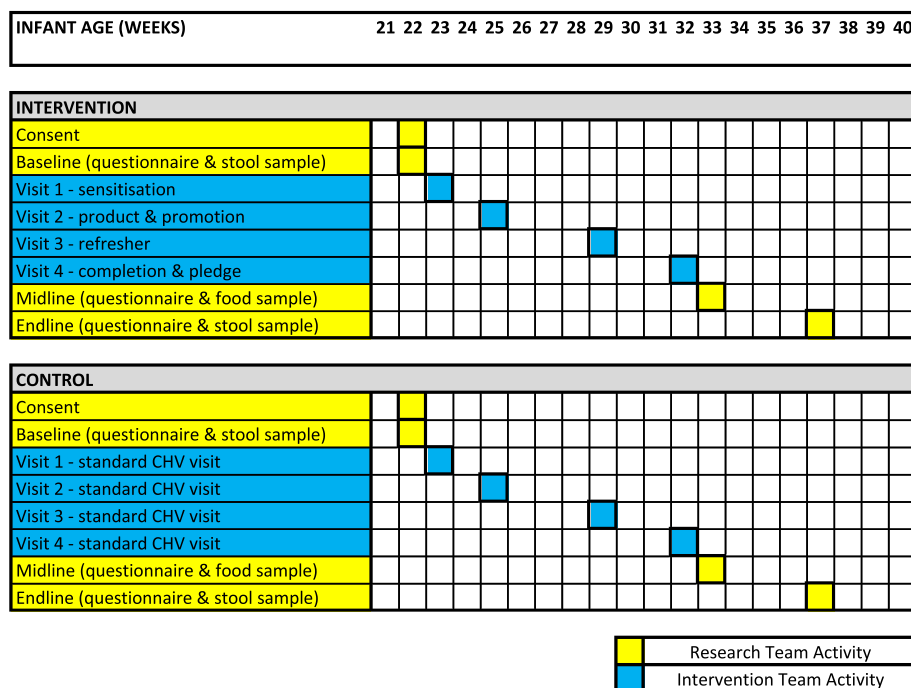 INFANT AGE (WEEKS) 21 22 23 24 25 26 27 28 29 30 31 32 33 34 35 36 37 38 39 40
INTERVENTION
Consent
Baseline (questionnaire & stool sample)
Visit 1 - sensitisation
Visit 2 - product & promotion
Visit 3 - refresher
Visit 4 - completion & pledge
Midline (questionnaire & food sample)
Endline (questionnaire & stool sample)
CONTROL
Consent
Baseline (questionnaire & stool sample)
Visit 1 - standard CHV visit
Visit 2 - standard CHV visit
Visit 3 - standard CHV visit
Visit 4 - standard CHV visit
Midline (questionnaire & food sample)
Endline (questionnaire & stool sample)
Research Team Activity
Intervention Team Activity